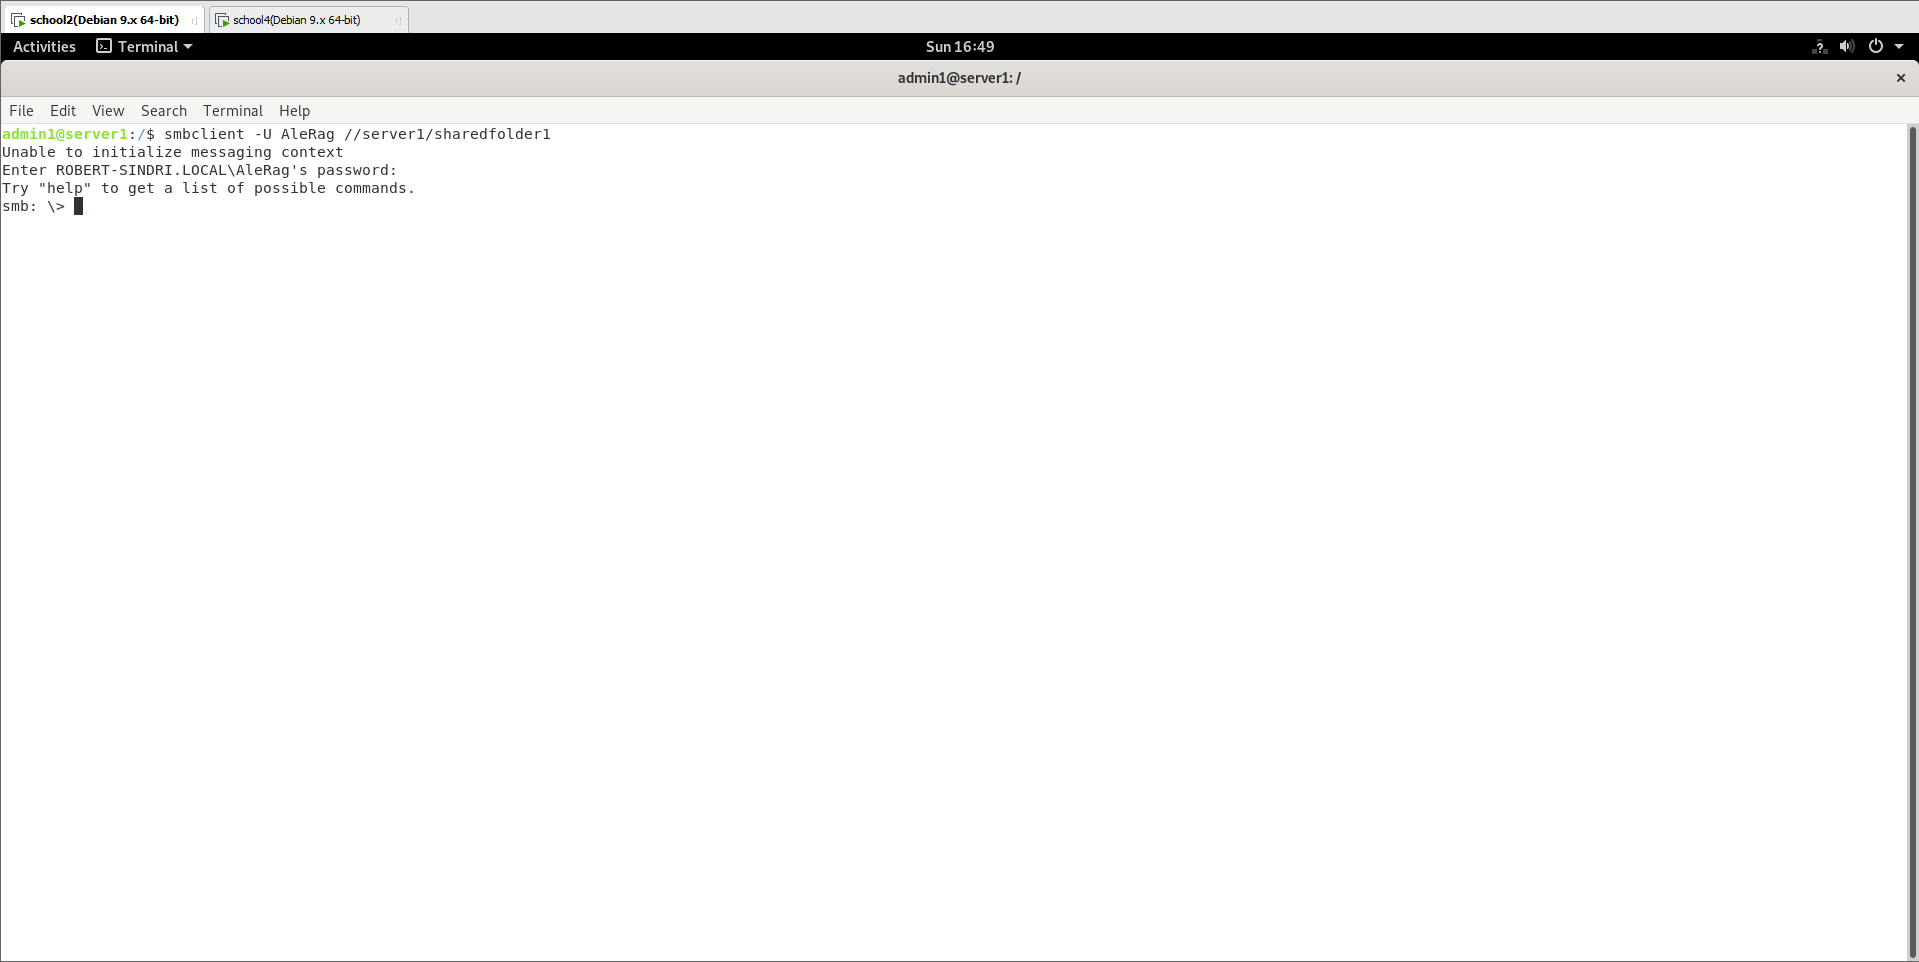 school2(Debian 9.x 64-bit) school4(Debian 9.x 64-bit)
Activities Terminal Sun 16:49
admin1@server1: /
File Edit View Search Terminal Help
admin1@server1:/$ smbclient -U AleRag //server1/sharedfolder1
Unable to initialize messaging context
Enter ROBERT-SINDRI.LOCAL\AleRag's password:
Try "help" to get a list of possible commands.
smb: \>